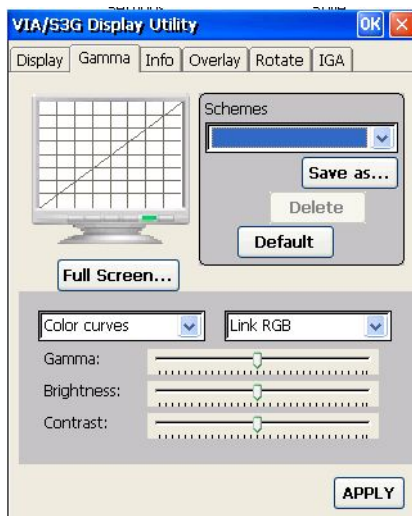 VIA/S3G Display Utility OK
Display Gamma Info Overlay Rotate IGA
Schemes
Save as...
Delete
Default
Full Screen...
Color curves Link RGB
Gamma:
Brightness:
Contrast:
APPLY